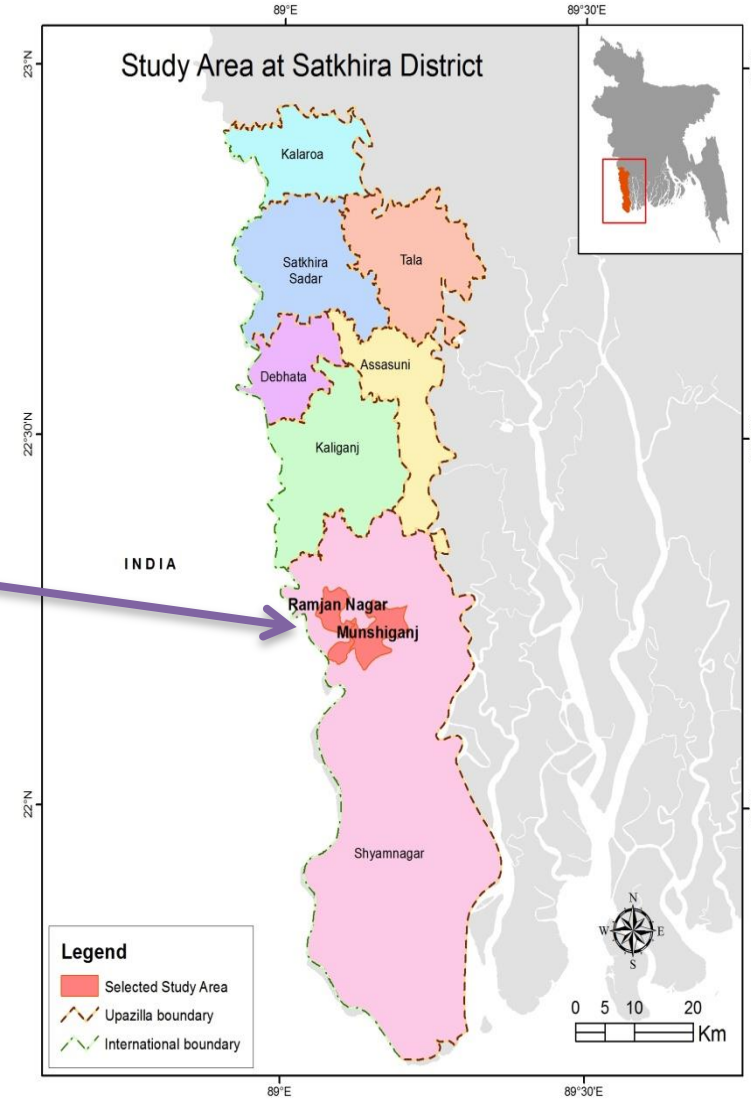 89°E 89°30'E
Study Area at Satkhira District
23°N
Kalaroa
Satkhira
Sadar
Tala
Debhata
Assasuni
22°30'N
Kaliganj
INDIA
Ramjan Nagar
Munshiganj
22°N
Shyamnagar
N
W E
S
Legend
Selected Study Area
Upazilla boundary
International boundary
0 5 10 20
Km
89°E 89°30'E